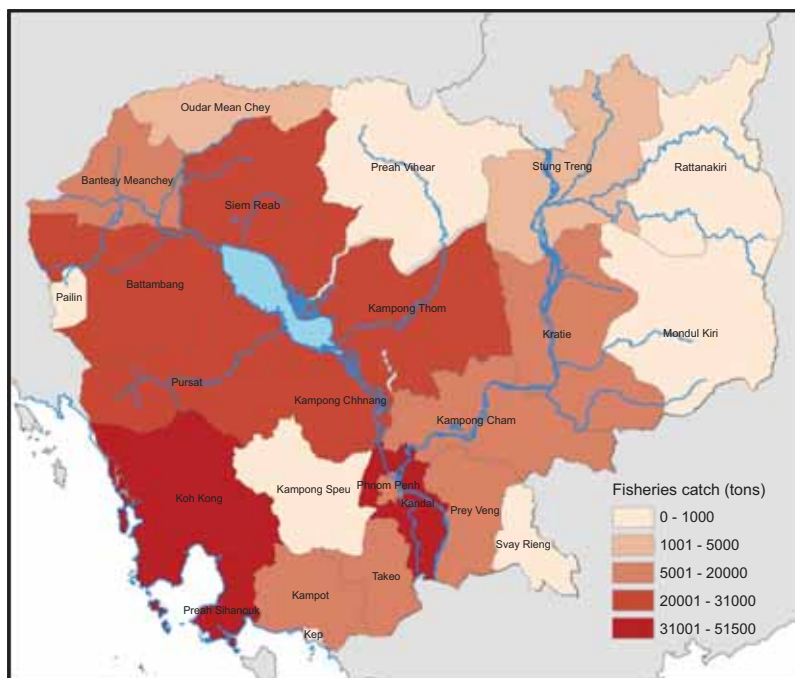 Oudar Mean Chey
Stung Treng
Preah Vihear
Rattanakiri
Banteay Meanchey
Siem Reab
Battambang
Pailin
Kampong Thom
Kratie
Mondul Kiri
Pursat
Kampong Chhnang
Kampong Cham
Phnom Penh
Kampong Speu
Koh Kong
Kandal
Prey Veng
Svay Rieng
Takeo
Kampot
Preah Sihanouk
Kep
Fisheries catch (tons)
0 - 1000
1001 - 5000
5001 - 20000
20001 - 31000
31001 - 51500